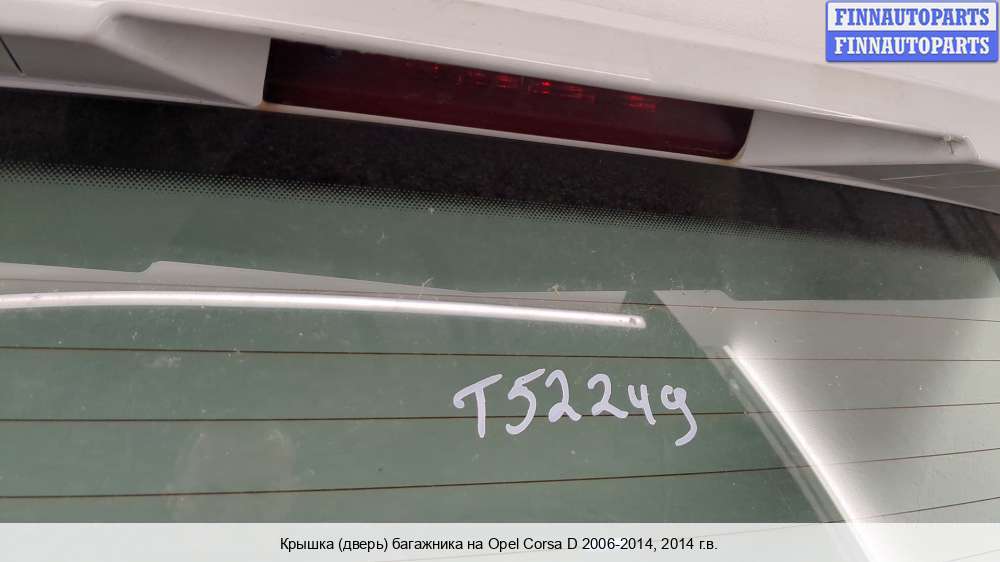 FINNAUTOPARTS
FINNAUTOPARTS
T52249
Крышка (дверь) багажника на Opel Corsa D 2006-2014, 2014 г.в.